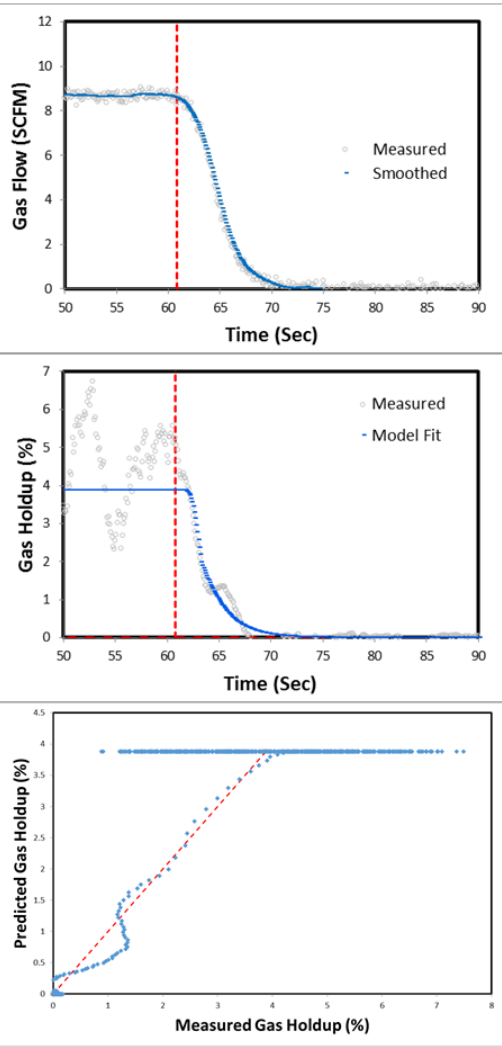 12
10
8
6
4
2
0
Gas Flow (SCFM)
Measured
Smoothed
50 55 60 65 70 75 80 85 90
Time (Sec)
7
6
5
4
3
2
1
0
Gas Holdup (%)
Measured
Model Fit
50 55 60 65 70 75 80 85 90
Time (Sec)
4.5
4
3.5
3
2.5
2
1.5
1
0.5
0
Predicted Gas Holdup (%)
0 1 2 3 4 5 6 7 8
Measured Gas Holdup (%)